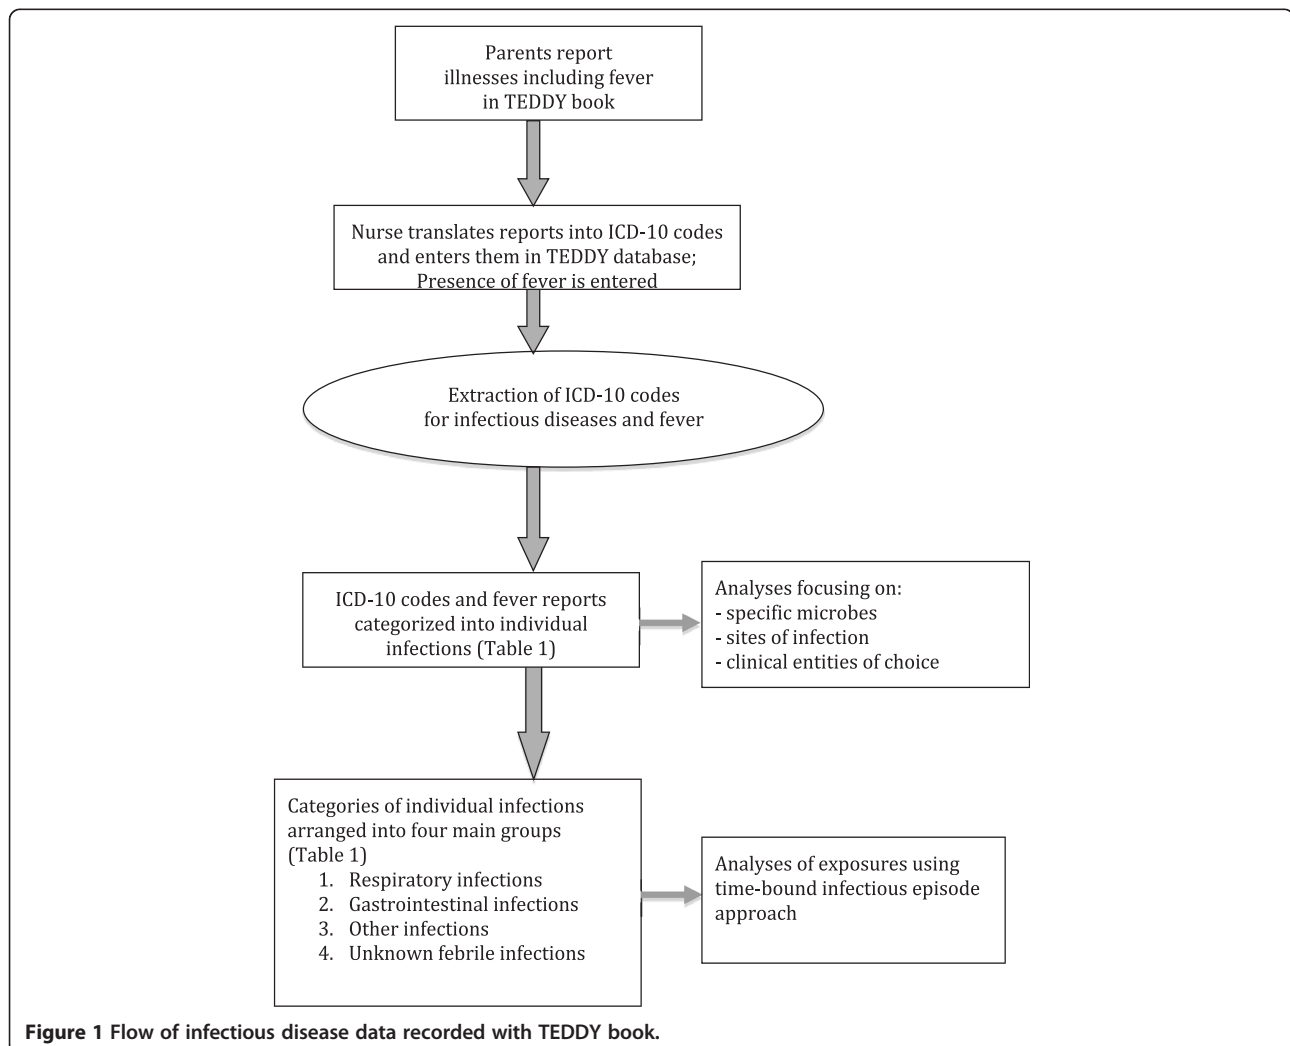 Parents report
illnesses including fever
in TEDDY book
Nurse translates reports into ICD-10 codes
and enters them in TEDDY database;
Presence of fever is entered
Extraction of ICD-10 codes
for infectious diseases and fever
ICD-10 codes and fever reports
categorized into individual
infections (Table 1)
Analyses focusing on:
- specific microbes
- sites of infection
- clinical entities of choice
Categories of individual infections
arranged into four main groups
(Table 1)
1. Respiratory infections
2. Gastrointestinal infections
3. Other infections
4. Unknown febrile infections
Analyses of exposures using
time-bound infectious episode
approach
Figure 1 Flow of infectious disease data recorded with TEDDY book.